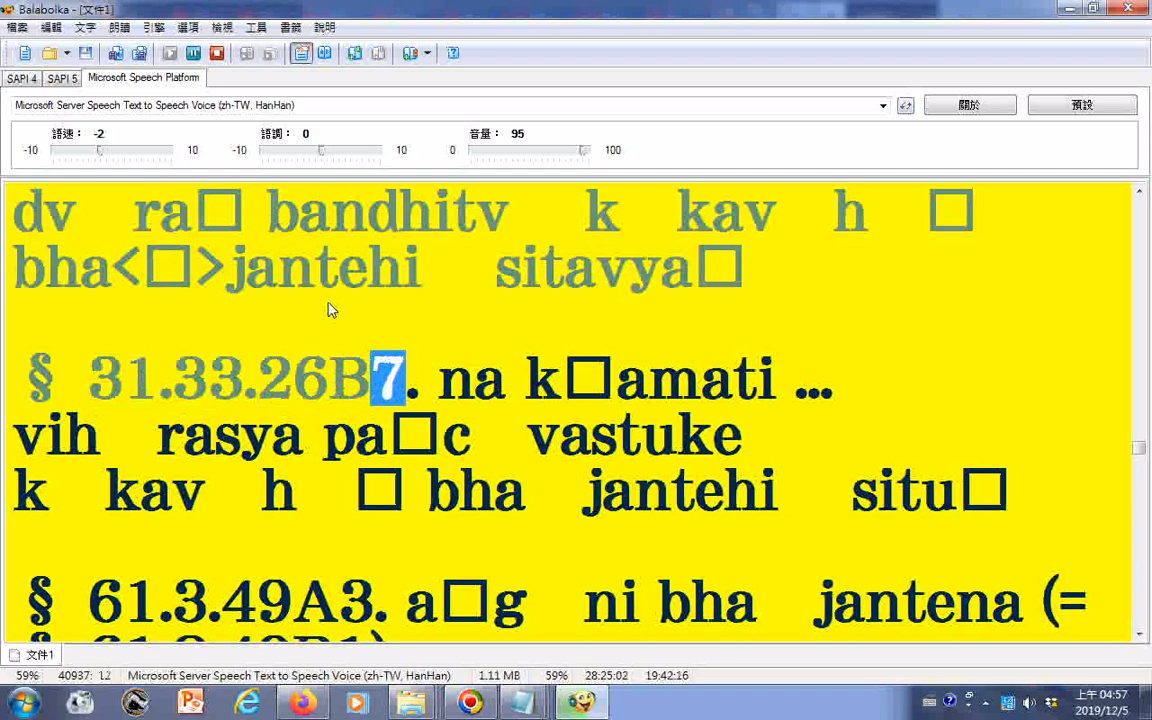 Balabolka - [文件1]
檔案 編輯 文字 朗讀 引擎 選項 檢視 工具 書籤 說明
SAPI 4 SAPI 5 Microsoft Speech Platform
Microsoft Server Speech Text to Speech Voice (zh-TW, HanHan) 關於 預設
語速： -2 語調： 0 音量： 95
-10 10 -10 10 0 100
dv ra□ bandhitv k kav h □
bha<□>jantehi sitavya□
§ 31.33.26B7. na k□amati ...
vih rasya pa□c vastuke
k kav h □ bha jantehi situ□
§ 61.3.49A3. a□g ni bha jantena (=
§ 61.3.49B1)
文件1
59% 40937: 12 Microsoft Server Speech Text to Speech Voice (zh-TW, HanHan) 1.11 MB 59% 28:25:02 19:42:16
上午 04:57
2019/12/5